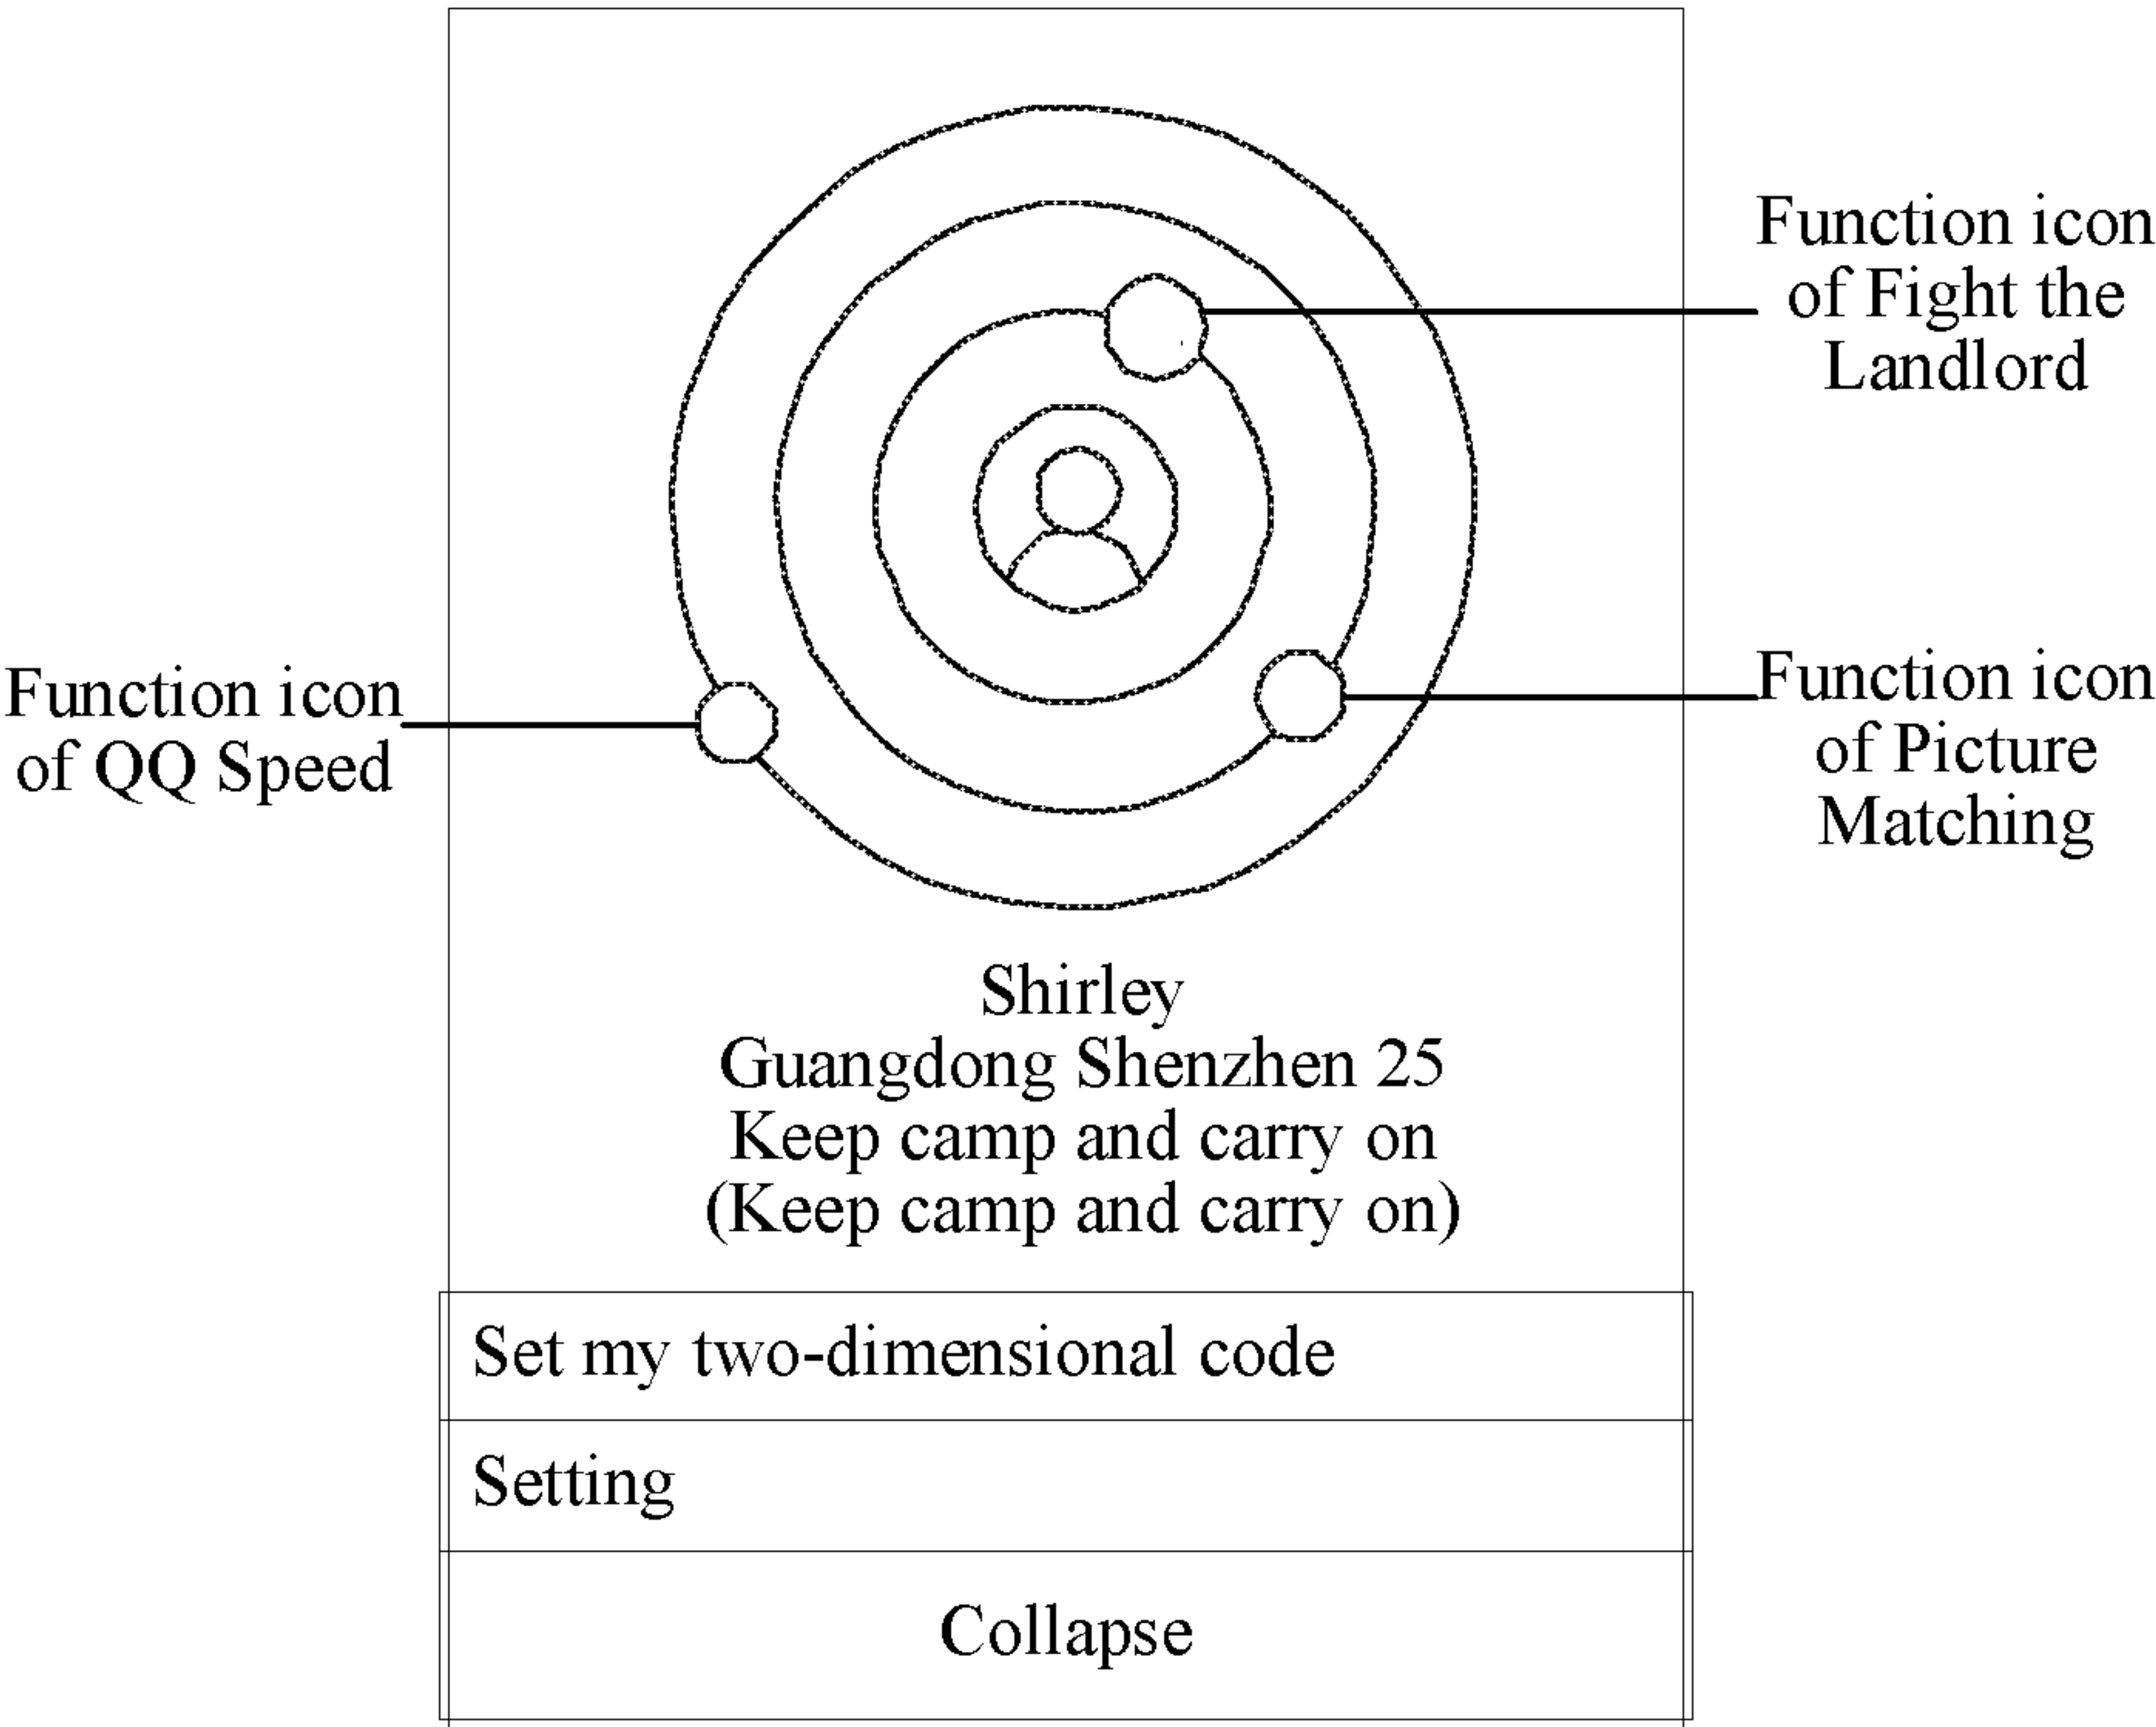 Function icon
of Fight the
Landlord
Function icon
of QQ Speed
Function icon
of Picture
Matching
Shirley
Guangdong Shenzhen 25
Keep camp and carry on
(Keep camp and carry on)
Set my two-dimensional code
Setting
Collapse